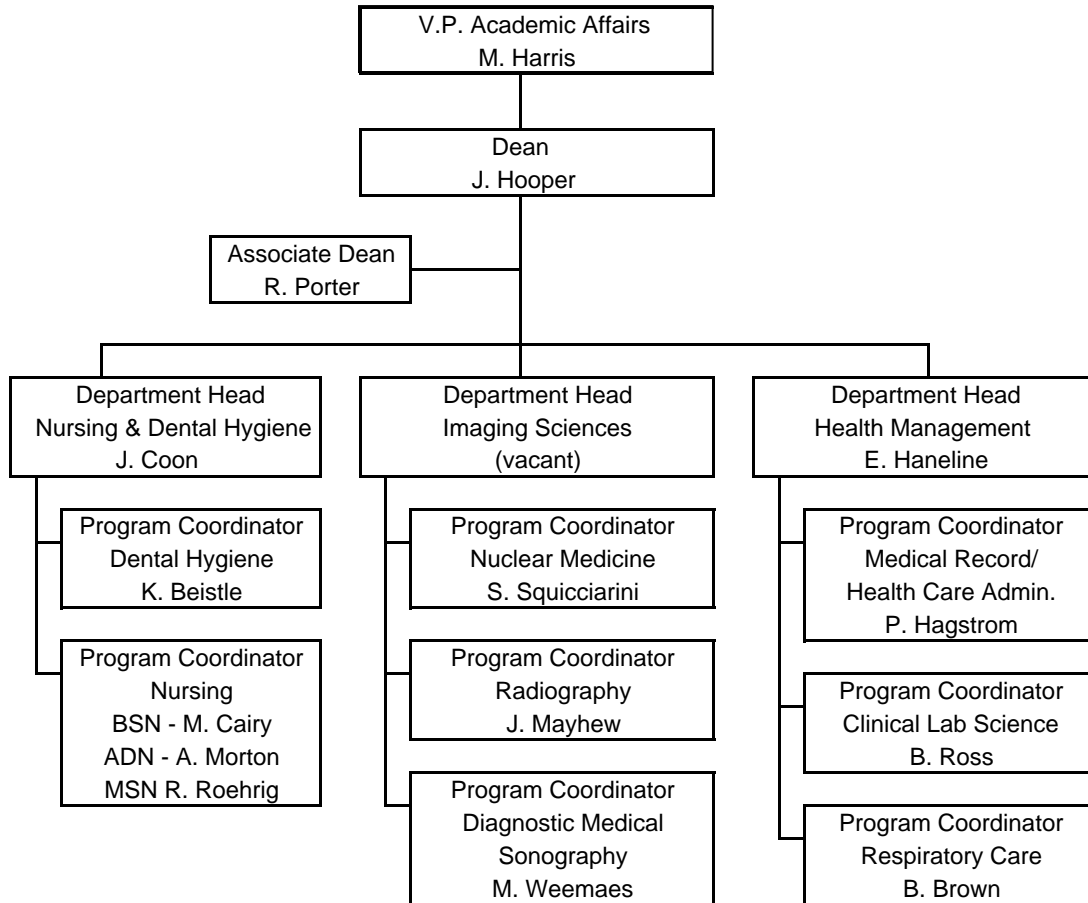 V.P. Academic Affairs
M. Harris
Dean
J. Hooper
Associate Dean
R. Porter
Department Head
Nursing & Dental Hygiene
J. Coon
Program Coordinator
Dental Hygiene
K. Beistle
Program Coordinator
Nursing
BSN - M. Cairy
ADN - A. Morton
MSN R. Roehrig
Department Head
Imaging Sciences
(vacant)
Program Coordinator
Nuclear Medicine
S. Squicciarini
Program Coordinator
Radiography
J. Mayhew
Program Coordinator
Diagnostic Medical
Sonography
M. Weemaes
Department Head
Health Management
E. Haneline
Program Coordinator
Medical Record/
Health Care Admin.
P. Hagstrom
Program Coordinator
Clinical Lab Science
B. Ross
Program Coordinator
Respiratory Care
B. Brown